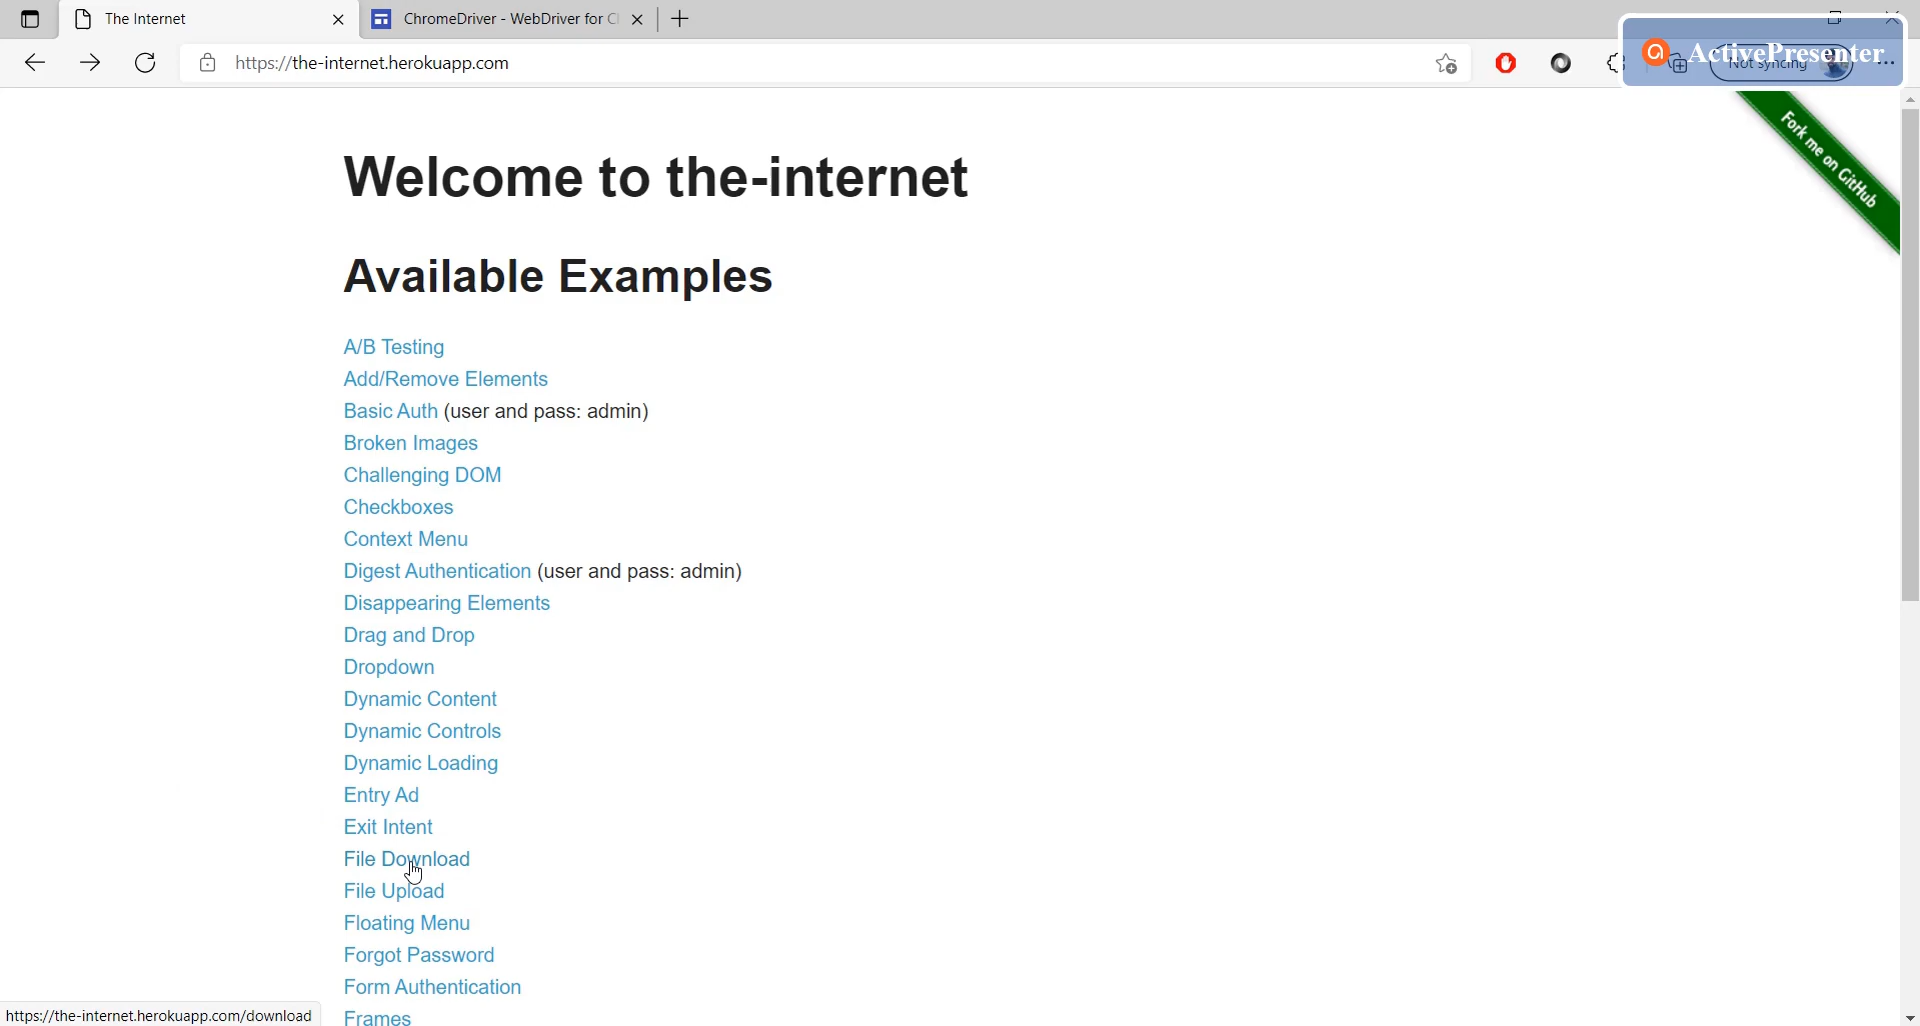 The Internet
ChromeDriver - WebDriver for C
https://the-internet.herokuapp.com
Not syncing
ActivePresenter
Fork me on GitHub
Welcome to the-internet
Available Examples
A/B Testing
Add/Remove Elements
Basic Auth (user and pass: admin)
Broken Images
Challenging DOM
Checkboxes
Context Menu
Digest Authentication (user and pass: admin)
Disappearing Elements
Drag and Drop
Dropdown
Dynamic Content
Dynamic Controls
Dynamic Loading
Entry Ad
Exit Intent
File Download
File Upload
Floating Menu
Forgot Password
Form Authentication
Frames
https://the-internet.herokuapp.com/download